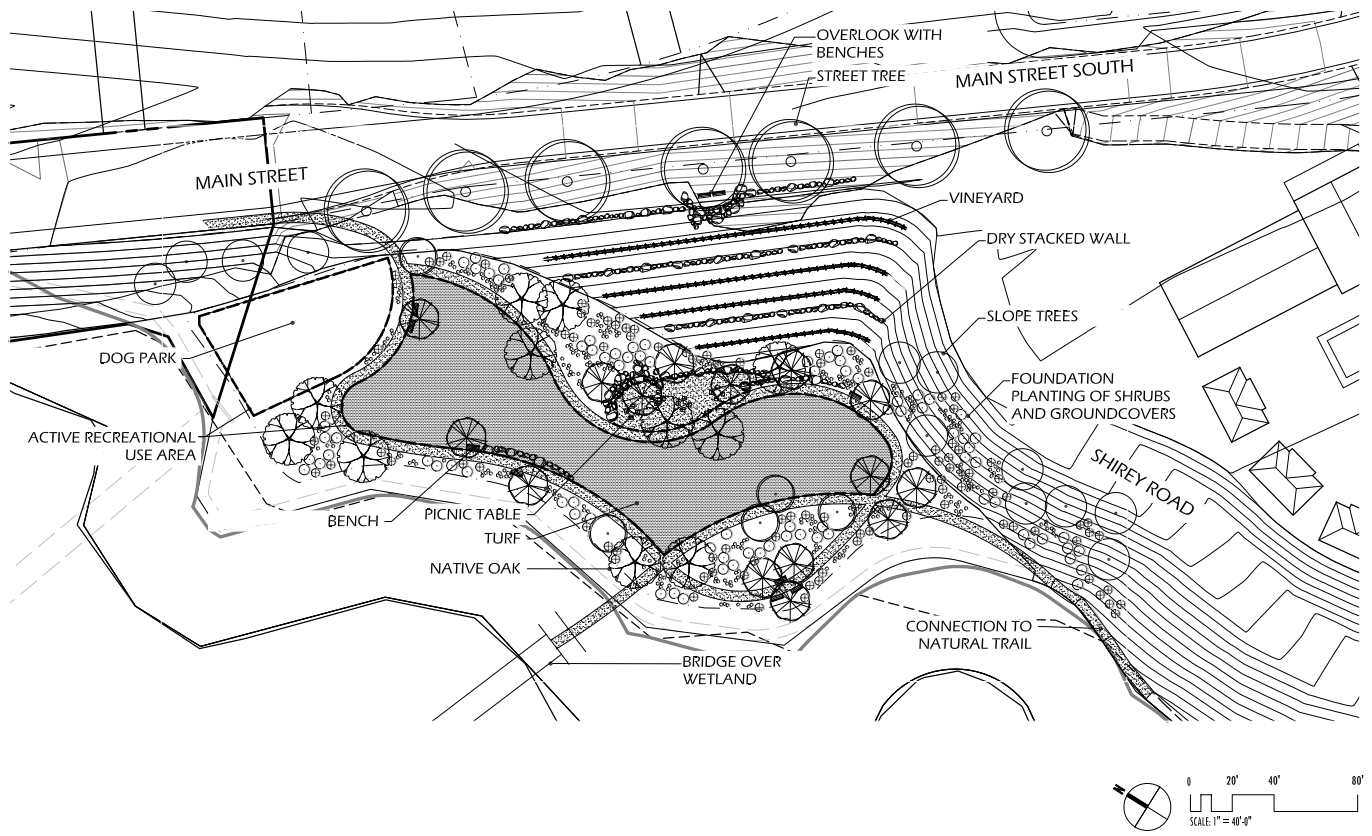 OVERLOOK WITH
BENCHES
STREET TREE
MAIN STREET SOUTH
MAIN STREET
VINEYARD
DRY STACKED WALL
SLOPE TREES
DOG PARK
FOUNDATION
PLANTING OF SHRUBS
AND GROUNDCOVERS
ACTIVE RECREATIONAL
USE AREA
SHIREY ROAD
BENCH
PICNIC TABLE
TURF
NATIVE OAK
CONNECTION TO
NATURAL TRAIL
BRIDGE OVER
WETLAND
N
0 20' 40' 80'
SCALE: 1" = 40'-0"